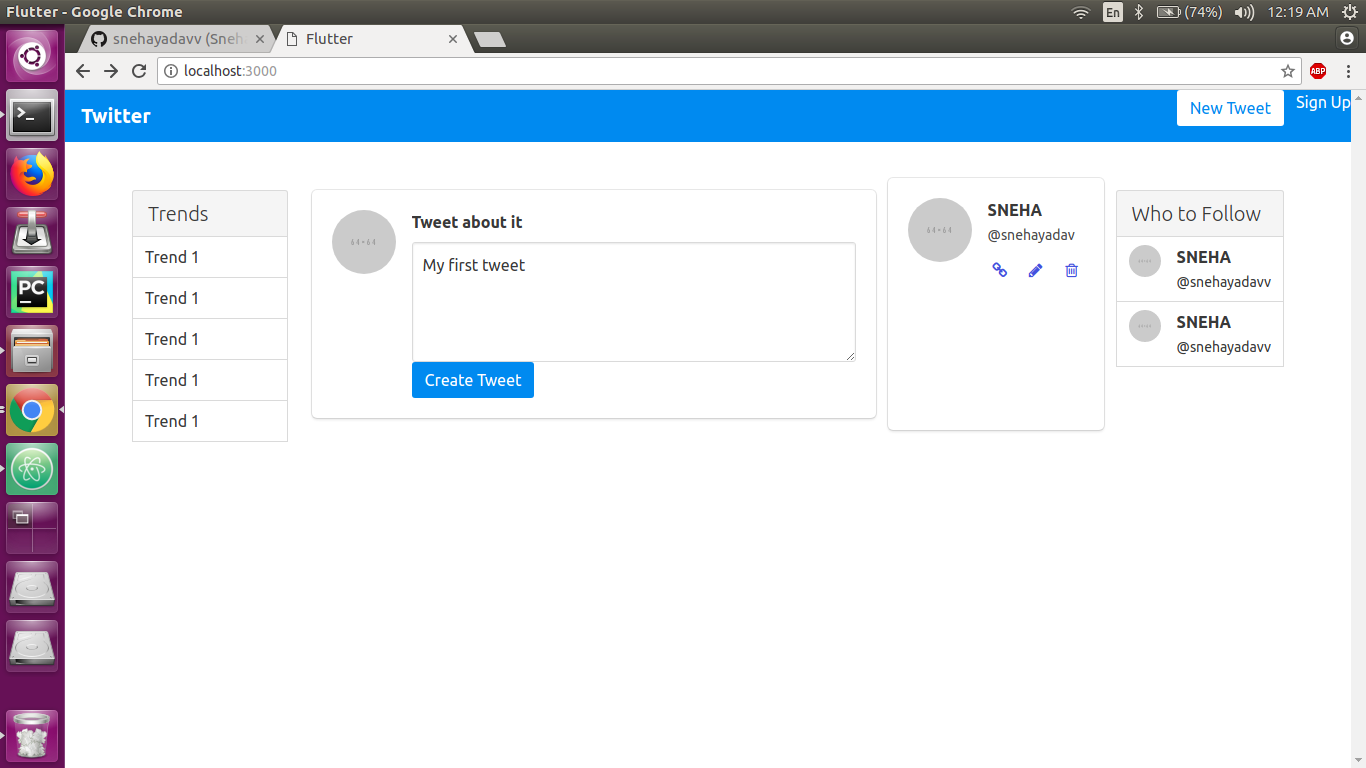 Flutter - Google Chrome
En
(74%)
12:19 AM
snehayadavv (Sneh
Flutter
localhost:3000
ABP
Twitter
New Tweet
Sign Up
Trends
Trend 1
Trend 1
Trend 1
Trend 1
Trend 1
64×64
Tweet about it
My first tweet
Create Tweet
64×64
SNEHA
@snehayadav
Who to Follow
SNEHA
@snehayadavv
SNEHA
@snehayadavv
PC